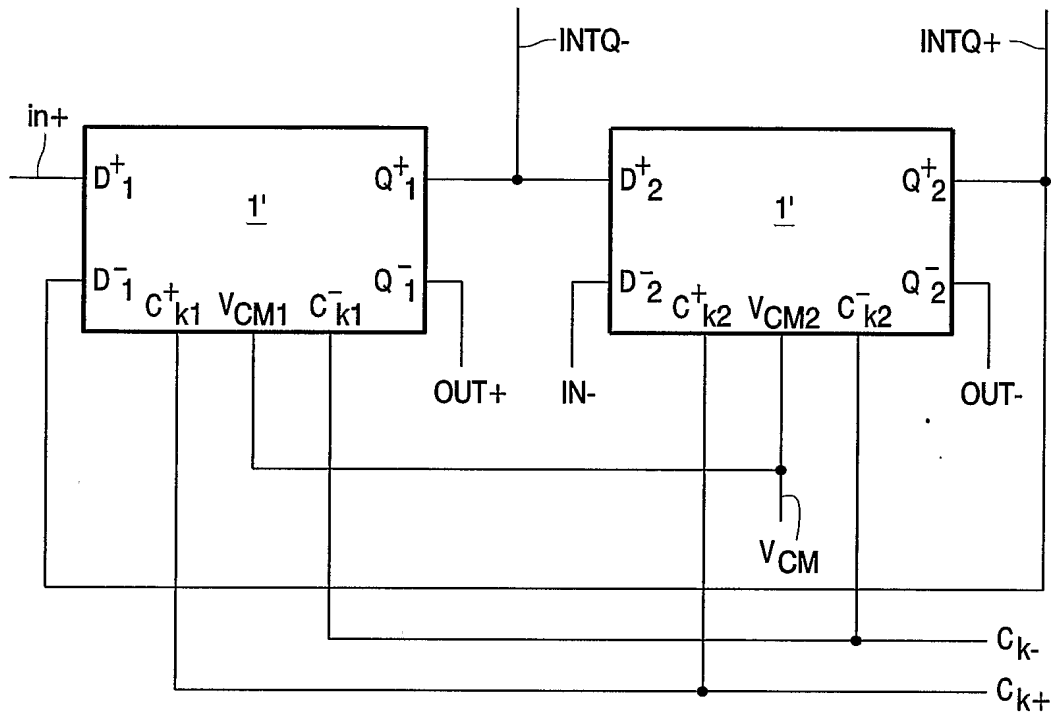 INTQ-
INTQ+
in+
D+1
Q+1
D+2
Q+2
1'
1'
D-1
Q-1
D-2
Q-2
C+k1
VCM1
C-k1
C+k2
VCM2
C-k2
OUT+
IN-
OUT-
VCM
Ck-
Ck+